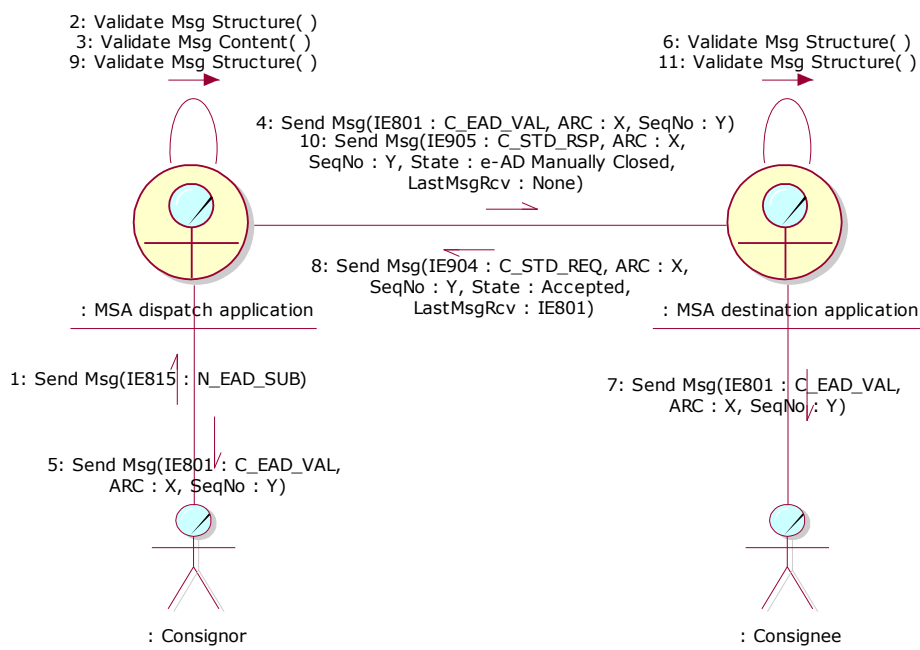 2: Validate Msg Structure( )
3: Validate Msg Content( )
9: Validate Msg Structure( )
6: Validate Msg Structure( )
11: Validate Msg Structure( )
4: Send Msg(IE801 : C_EAD_VAL, ARC : X, SeqNo : Y)
10: Send Msg(IE905 : C_STD_RSP, ARC : X,
SeqNo : Y, State : e-AD Manually Closed,
LastMsgRcv : None)
8: Send Msg(IE904 : C_STD_REQ, ARC : X,
SeqNo : Y, State : Accepted,
LastMsgRcv : IE801)
: MSA dispatch application
: MSA destination application
1: Send Msg(IE815 : N_EAD_SUB)
7: Send Msg(IE801 : C_EAD_VAL,
ARC : X, SeqNo : Y)
5: Send Msg(IE801 : C_EAD_VAL,
ARC : X, SeqNo : Y)
: Consignor
: Consignee